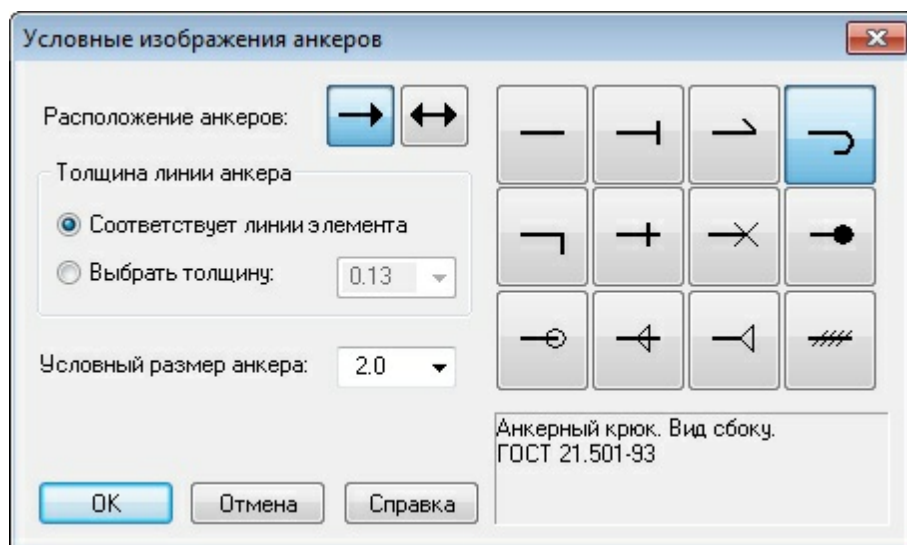 Условные изображения анкеров
Расположение анкеров:
Толщина линии анкера
Соответствует линии элемента
Выбрать толщину:
0.13
Условный размер анкера:
2.0
Анкерный крюк. Вид сбоку.
ГОСТ 21.501-93
ОК
Отмена
Справка